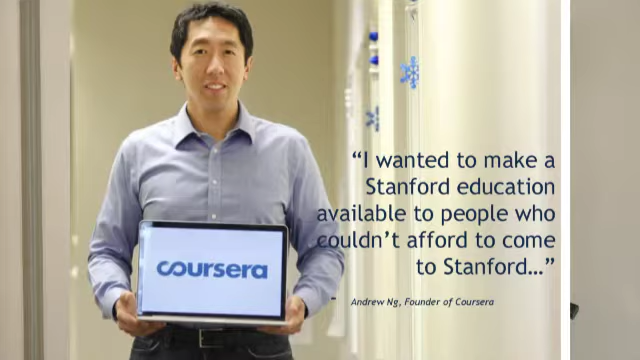 coursera
“I wanted to make a
Stanford education
available to people who
couldn’t afford to come
to Stanford…”
- Andrew Ng, Founder of Coursera